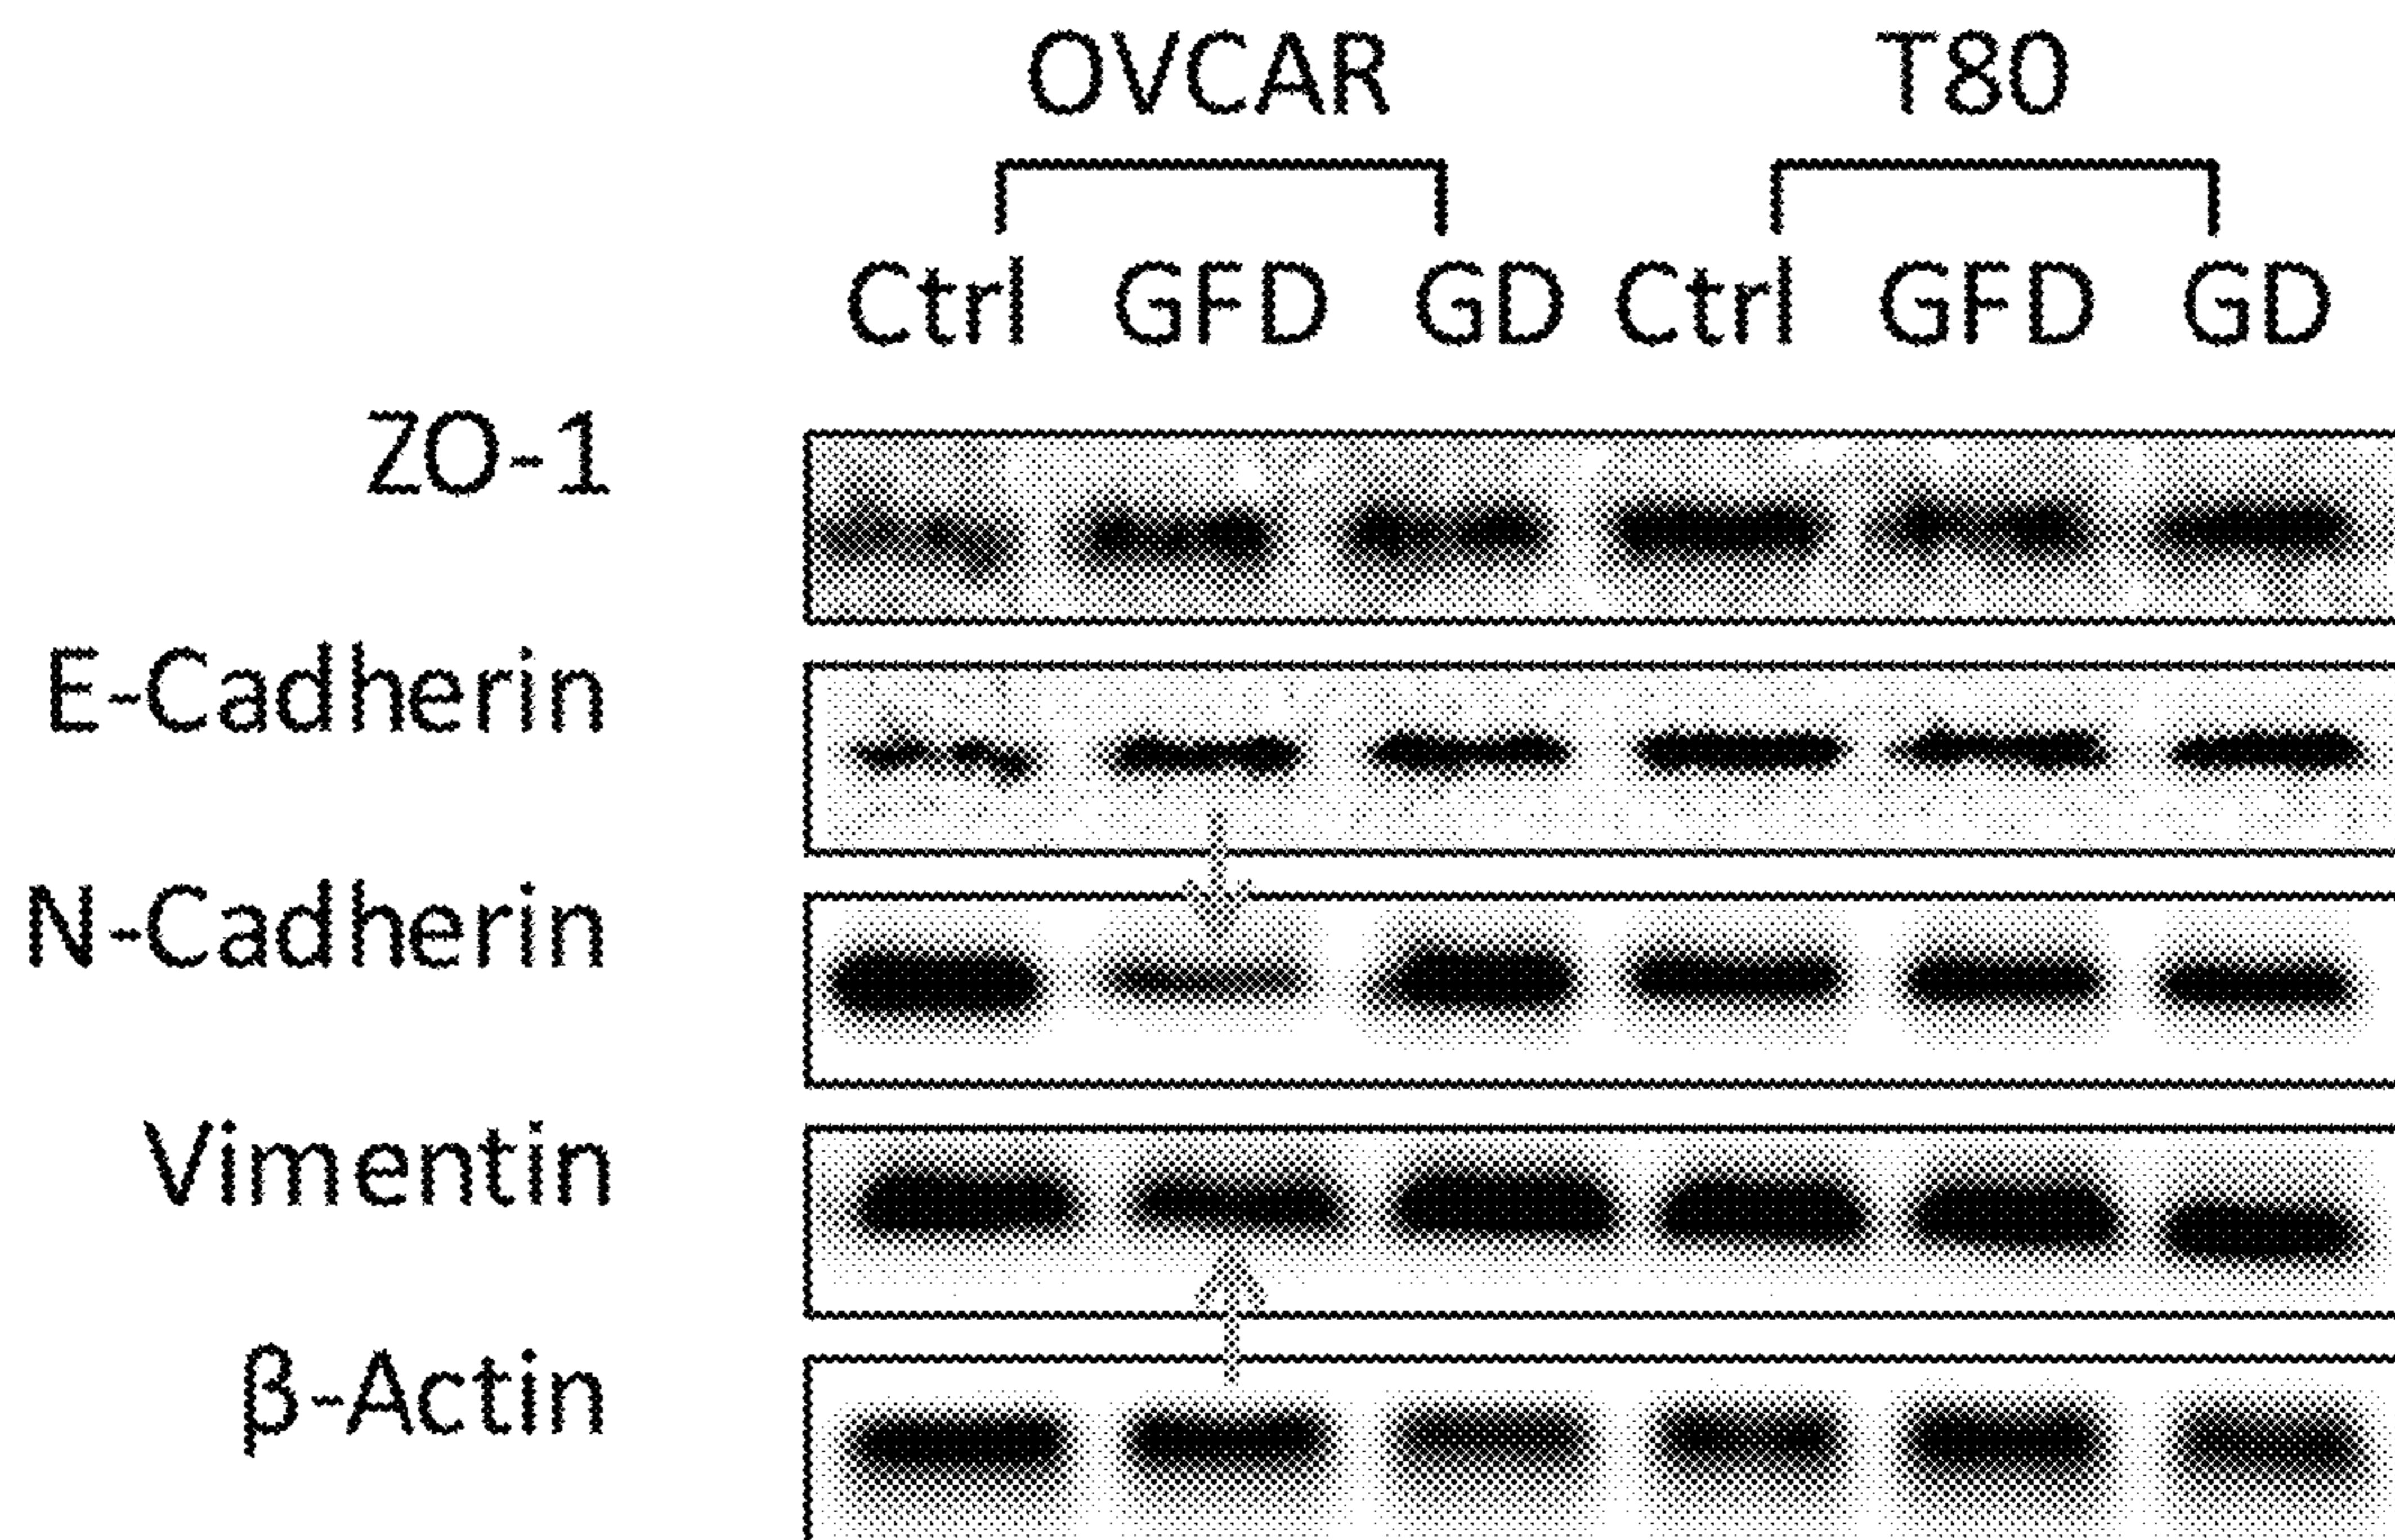 OVCAR T80
Ctrl GFD GD Ctrl GFD GD
ZO-1
E-Cadherin
N-Cadherin
Vimentin
β-Actin